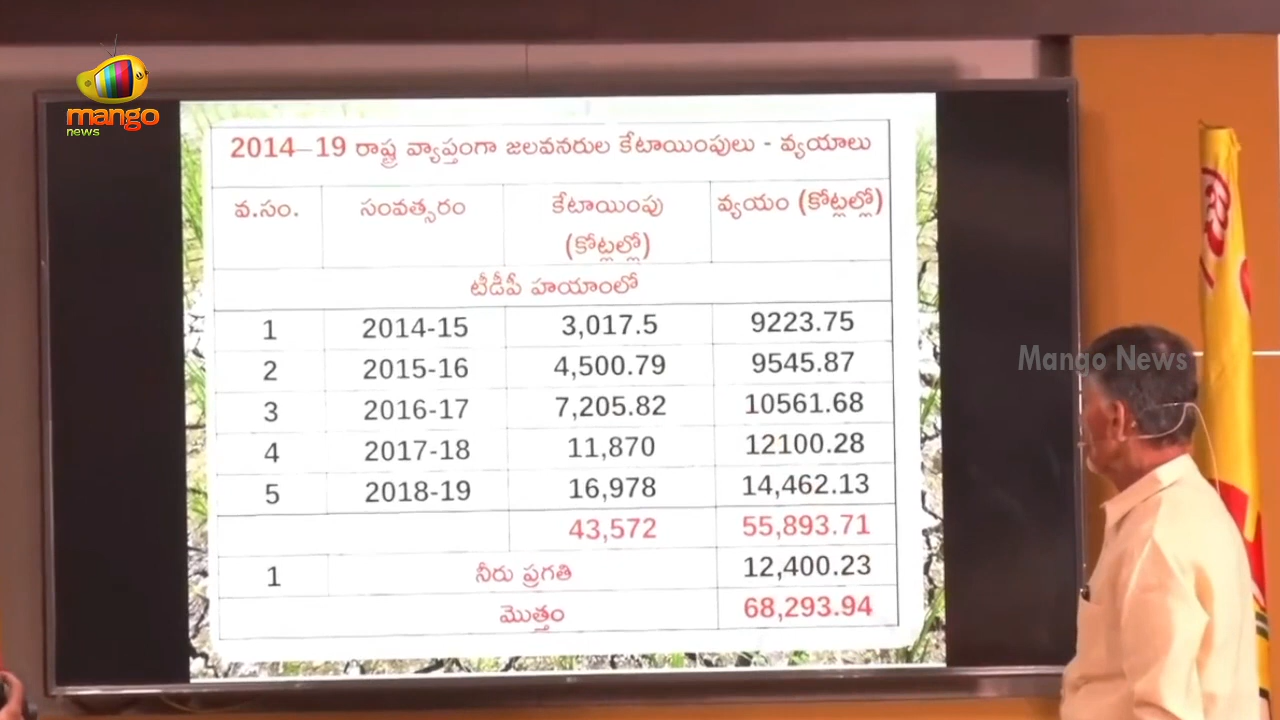 mango
news
2014–19 రాష్ట్ర వ్యాప్తంగా జలవనరుల కేటాయింపులు - వ్యయాలు
వ.సం. సంవత్సరం కేటాయింపు (కోట్లల్లో) వ్యయం (కోట్లల్లో)
టీడీపీ హయాంలో
1 2014-15 3,017.5 9223.75
2 2015-16 4,500.79 9545.87
3 2016-17 7,205.82 10561.68
4 2017-18 11,870 12100.28
5 2018-19 16,978 14,462.13
43,572 55,893.71
1 నీరు ప్రగతి 12,400.23
మొత్తం 68,293.94
Mango News